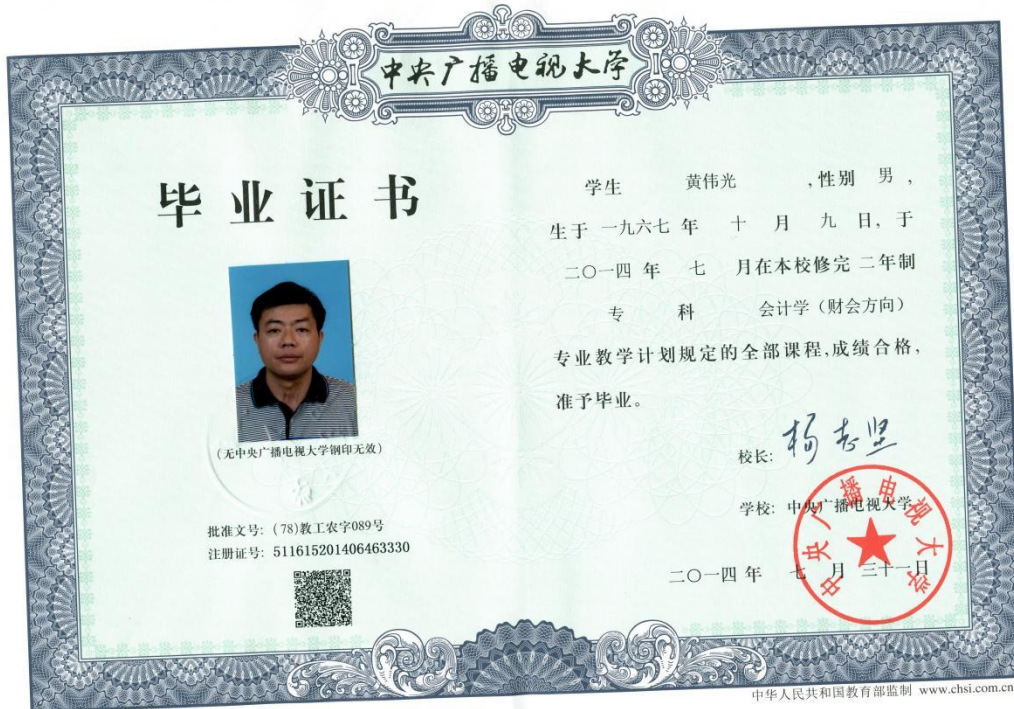 中央广播电视大学
毕业证书
(无中央广播电视大学钢印无效)
批准文号: (78)教工农字089号
注册证号: 511615201406463330
学生 黄伟光 ,性别 男 ,
生于 一九六七 年 十 月 九 日, 于
二〇一四 年 七 月在本校修完 二年制
专 科 会计学（财会方向）
专业教学计划规定的全部课程,成绩合格,
准予毕业。
校长: 杨志坚
学校: 中央广播电视大学
中央广播电视大学
二〇一四 年 七 月 三十一日
中华人民共和国教育部监制 www.chsi.com.cn